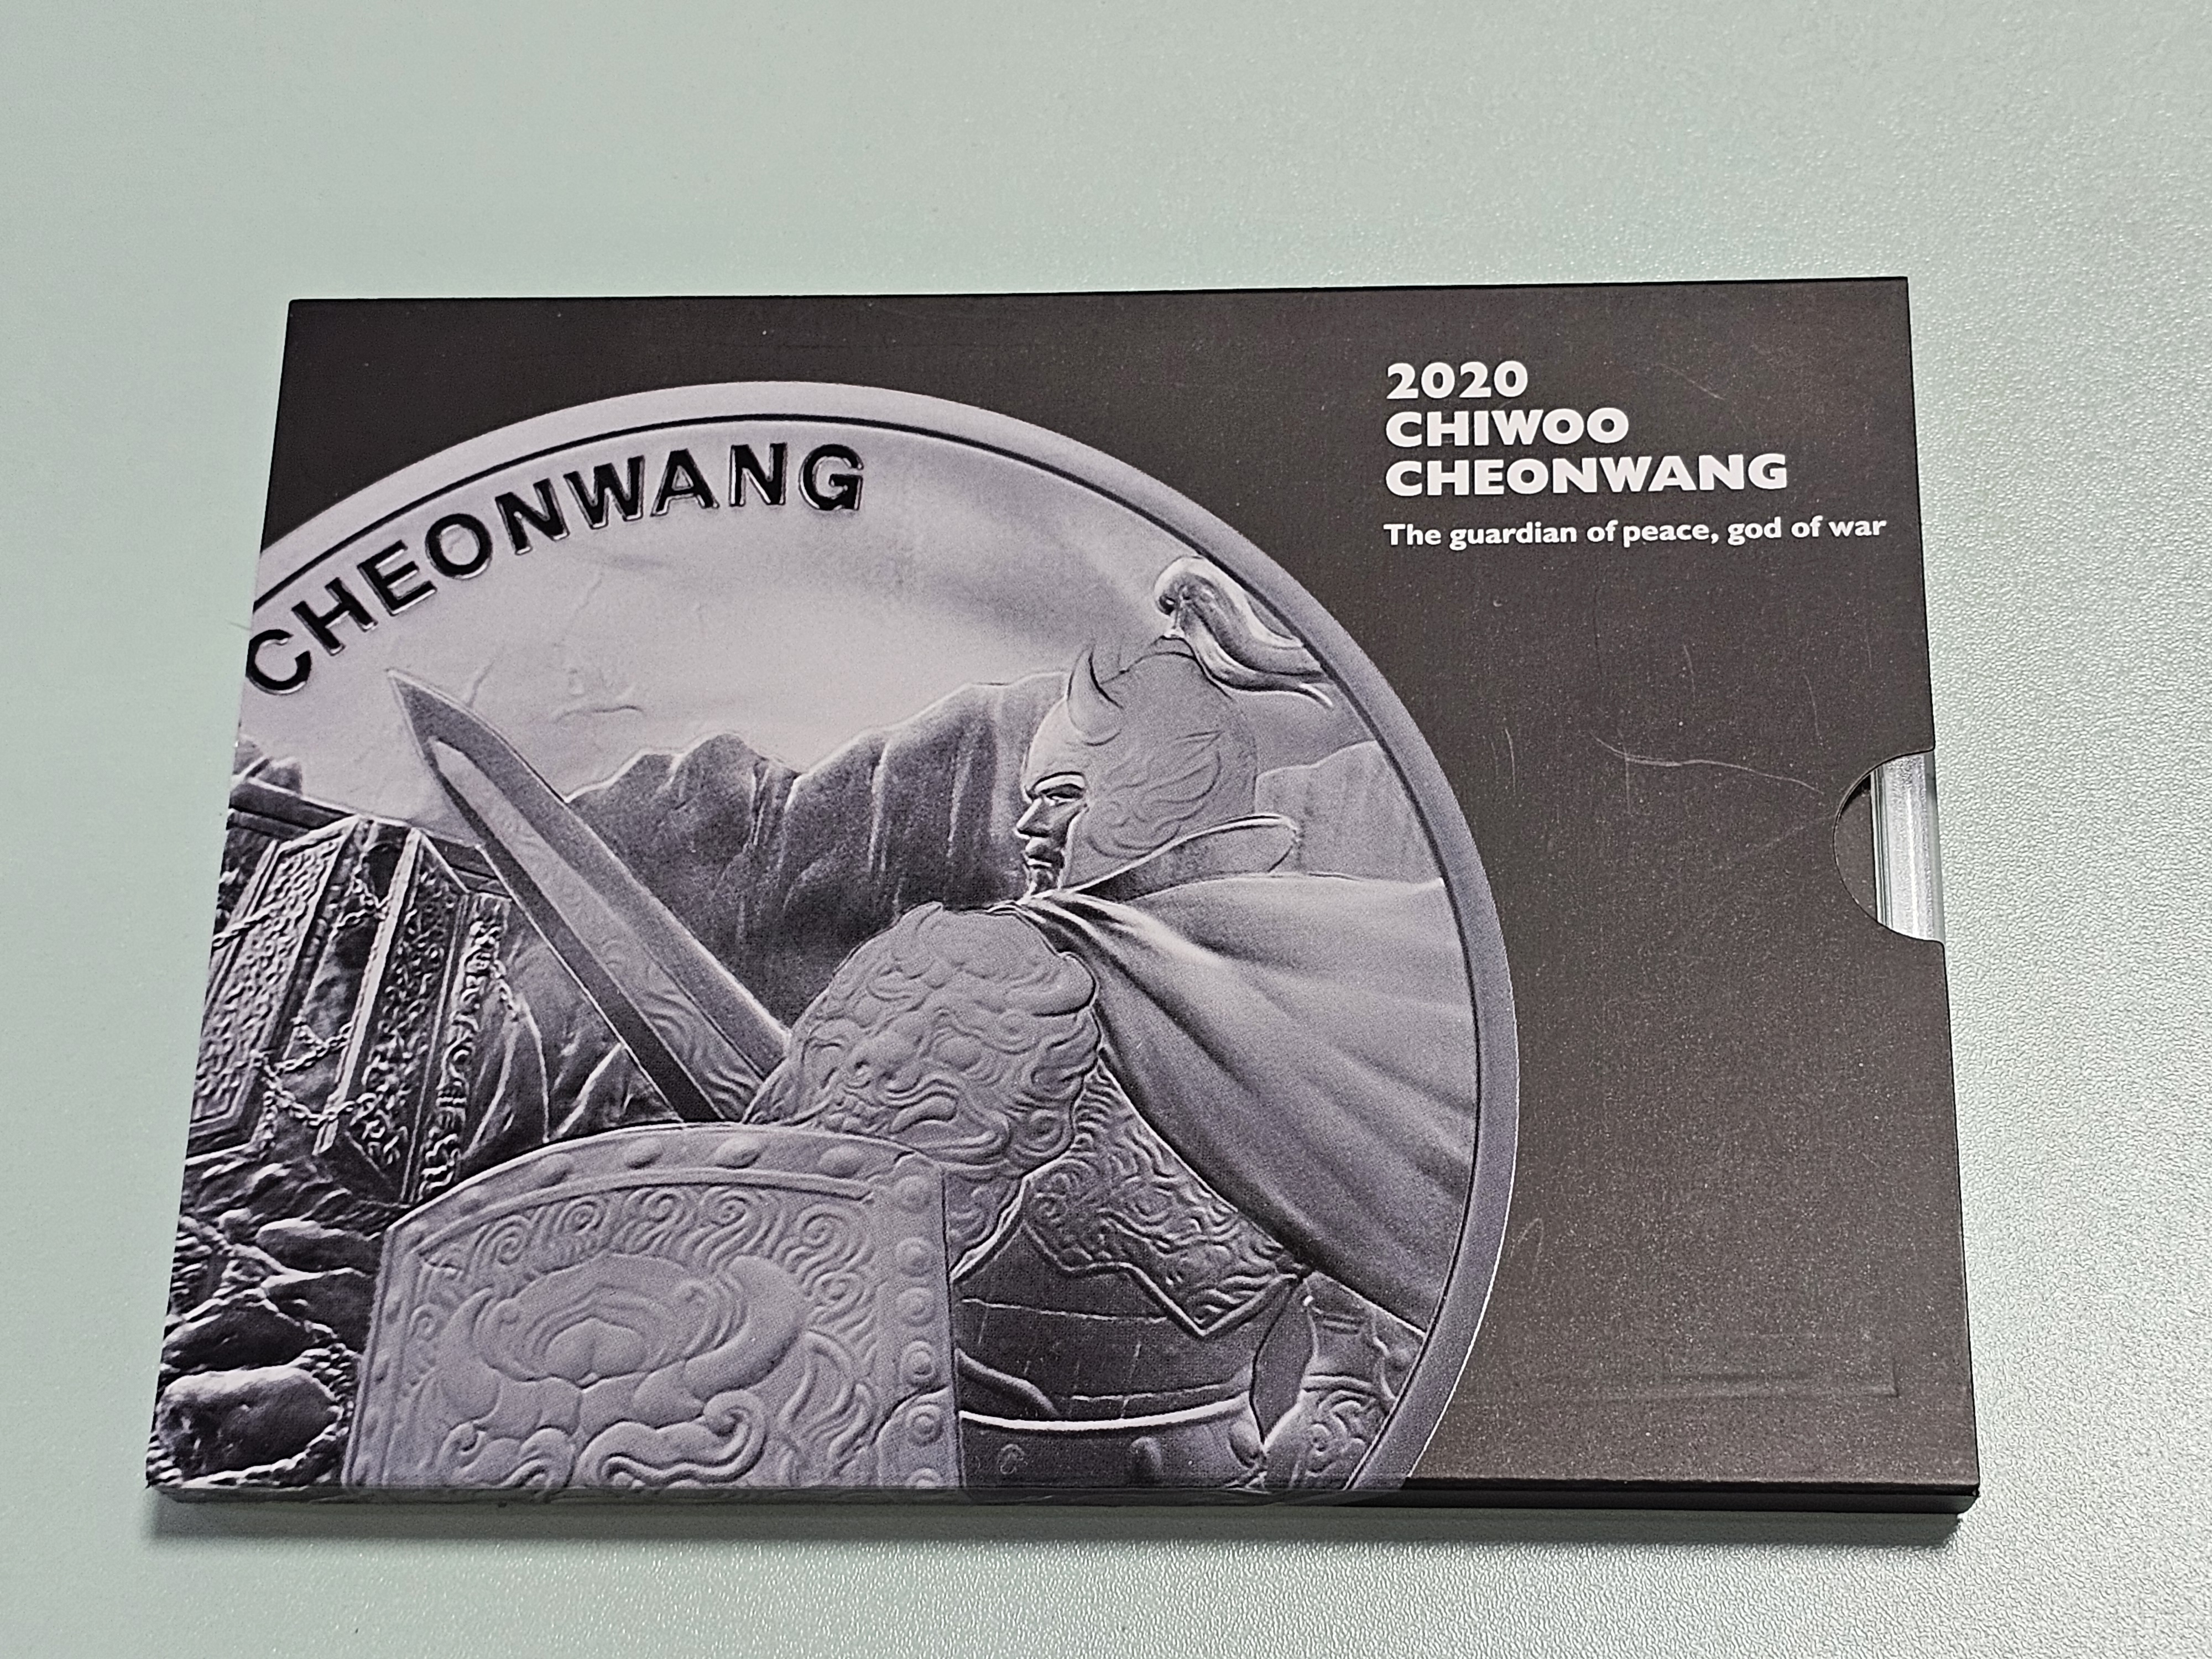 CHEONWANG
2020
CHIWOO
CHEONWANG
The guardian of peace, god of war